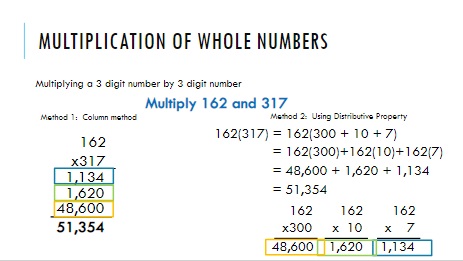 MULTIPLICATION OF WHOLE NUMBERS
Multiplying a 3 digit number by 3 digit number
Multiply 162 and 317
Method 1: Column method
162
x317
1,134
1,620
48,600
51,354
Method 2: Using Distributive Property
162(317) = 162(300 + 10 + 7)
= 162(300)+162(10)+162(7)
= 48,600 + 1,620 + 1,134
= 51,354
162 162 162
x300 x 10 x 7
48,600 1,620 1,134